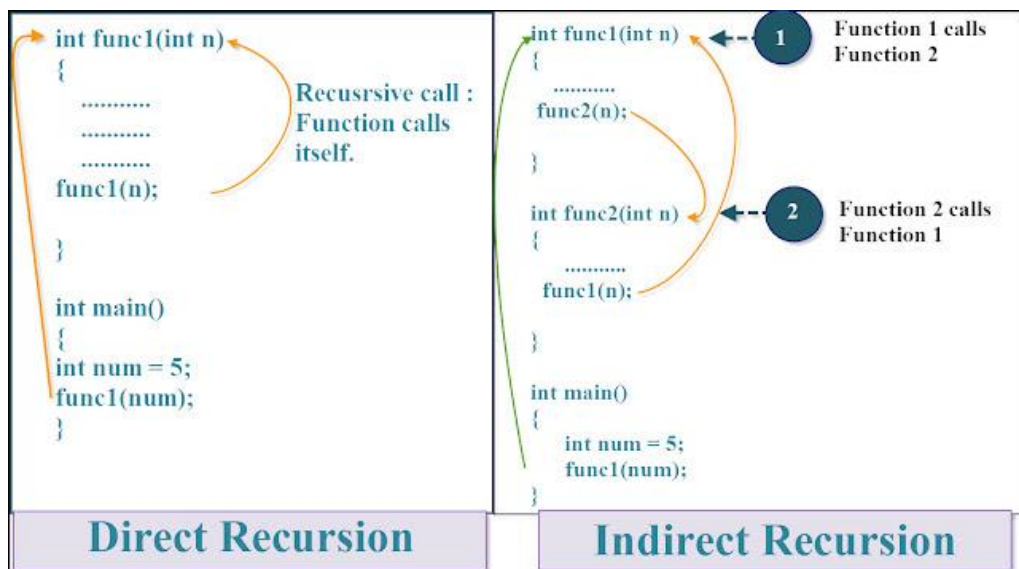 int func1(int n)
{
...........
...........
...........
func1(n);
}
Recusrsive call :
Function calls
itself.
int main()
{
int num = 5;
func1(num);
}
Direct Recursion
int func1(int n)
{
...........
func2(n);
}
1
Function 1 calls
Function 2
int func2(int n)
{
...........
func1(n);
}
2
Function 2 calls
Function 1
int main()
{
int num = 5;
func1(num);
}
Indirect Recursion